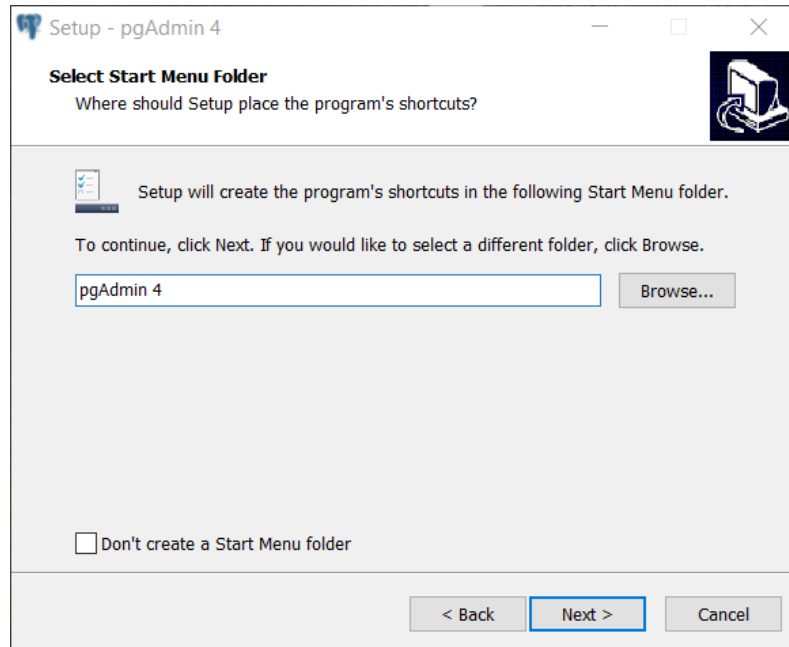 Setup - pgAdmin 4
Select Start Menu Folder
Where should Setup place the program's shortcuts?
Setup will create the program's shortcuts in the following Start Menu folder.
To continue, click Next. If you would like to select a different folder, click Browse.
pgAdmin 4
Browse...
Don't create a Start Menu folder
< Back
Next >
Cancel